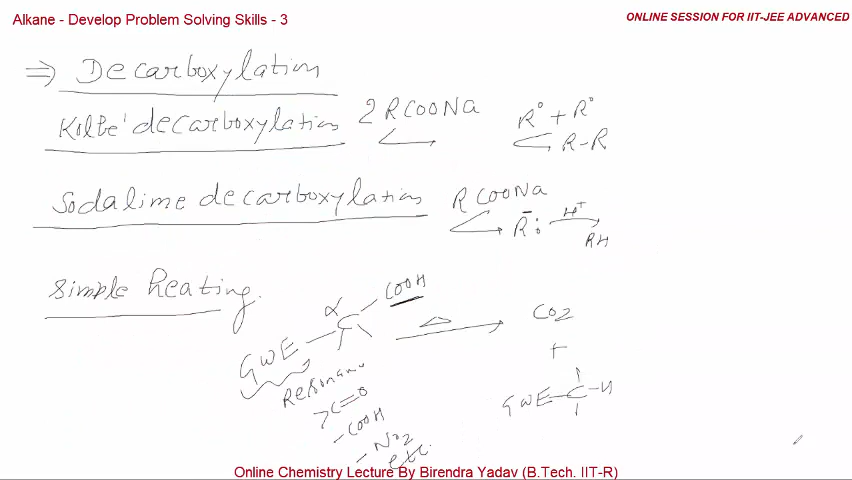 Alkane - Develop Problem Solving Skills - 3
ONLINE SESSION FOR IIT-JEE ADVANCED
⇒ Decarboxylation
Kolbe' decarboxylation 2 RCOONa R° + R°
R-R
Sodalime decarboxylation RCOONa
R̄: H+
RH
Simple heating.
COOH
α
C Δ CO2
GWE +
Resonance GWE-C-H
>C=O
-COOH
-NO2
etc.
Online Chemistry Lecture By Birendra Yadav (B.Tech. IIT-R)